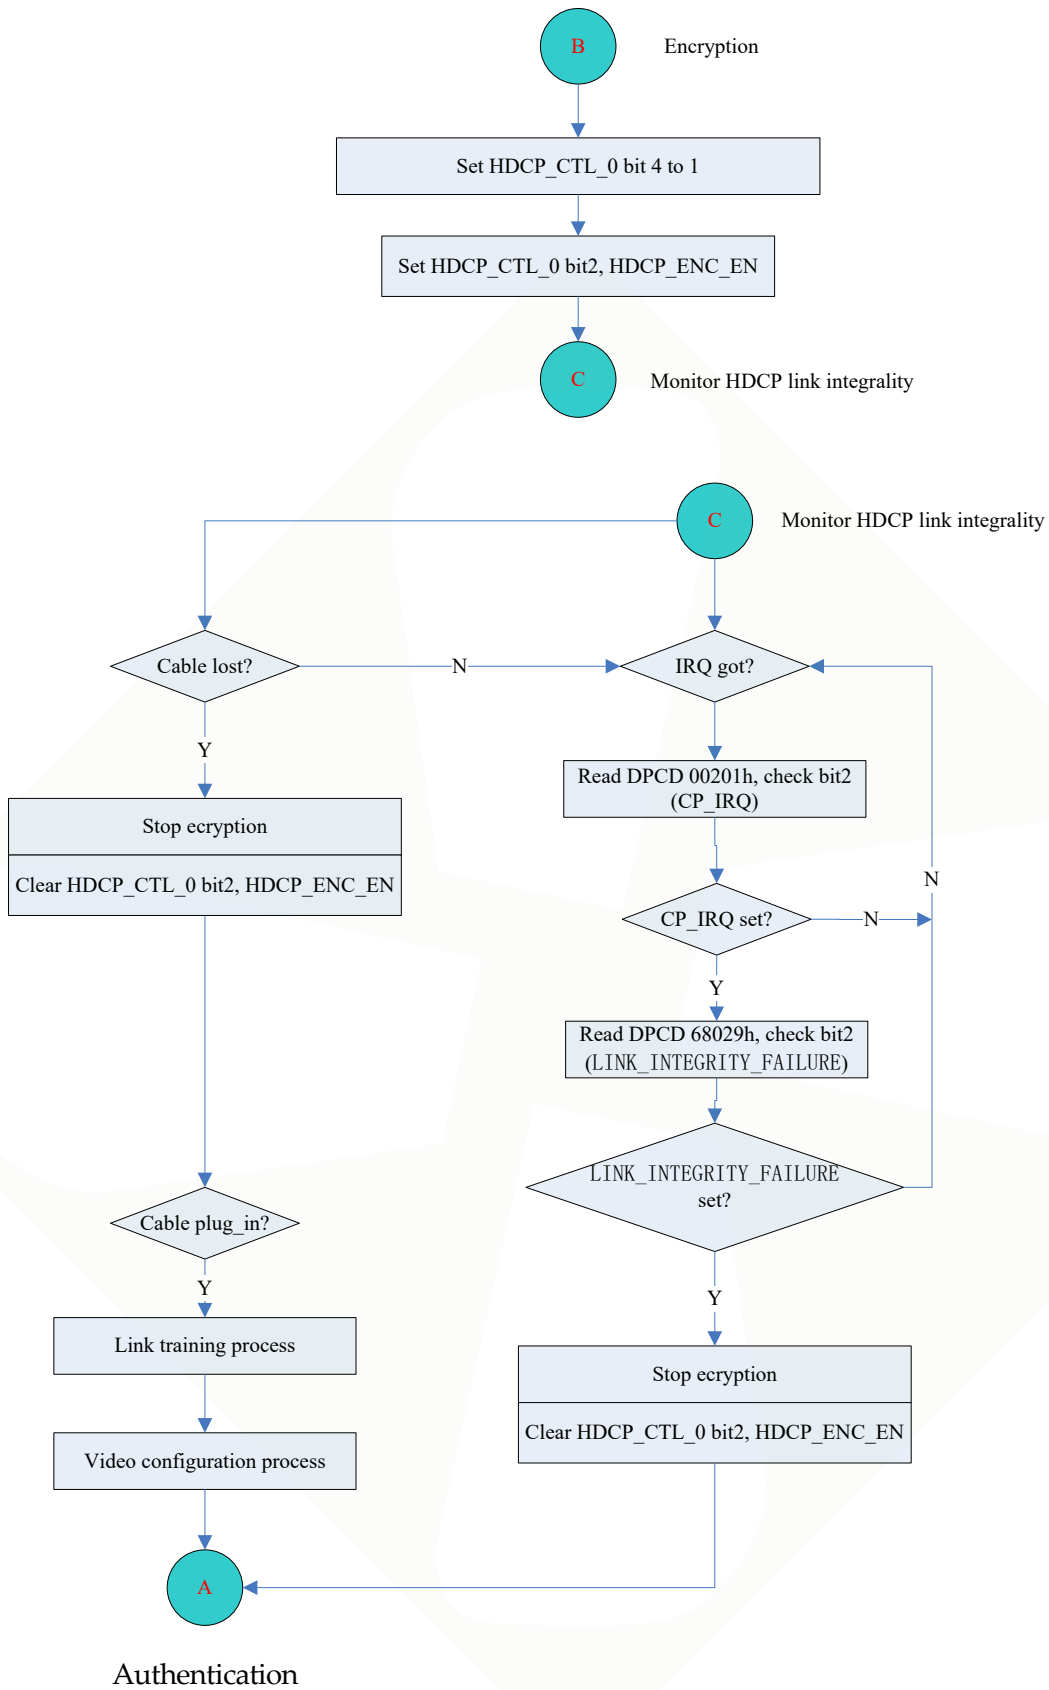 B
Encryption
Set HDCP_CTL_0 bit 4 to 1
Set HDCP_CTL_0 bit2, HDCP_ENC_EN
C
Monitor HDCP link integrality
C
Monitor HDCP link integrality
Cable lost?
N
IRQ got?
Y
Read DPCD 00201h, check bit2
(CP_IRQ)
Stop ecryption
Clear HDCP_CTL_0 bit2, HDCP_ENC_EN
N
CP_IRQ set?
N
Y
Read DPCD 68029h, check bit2
(LINK_INTEGRITY_FAILURE)
LINK_INTEGRITY_FAILURE
set?
Cable plug_in?
Y
Y
Link training process
Stop ecryption
Clear HDCP_CTL_0 bit2, HDCP_ENC_EN
Video configuration process
A
Authentication